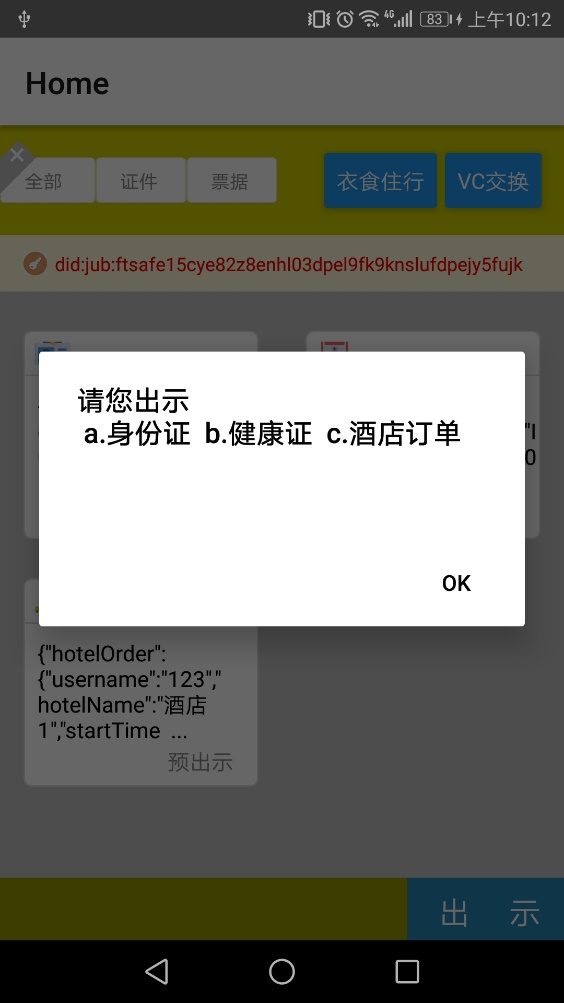 4G 83 上午10:12
Home
全部 证件 票据 衣食住行 VC交换
did:jub:ftsafe15cye82z8enhl03dpel9fk9knslufdpejy5fujk
请您出示
a.身份证 b.健康证 c.酒店订单
OK
{"hotelOrder":
{"username":"123","
hotelName":"酒店
1","startTime ...
预出示
出 示